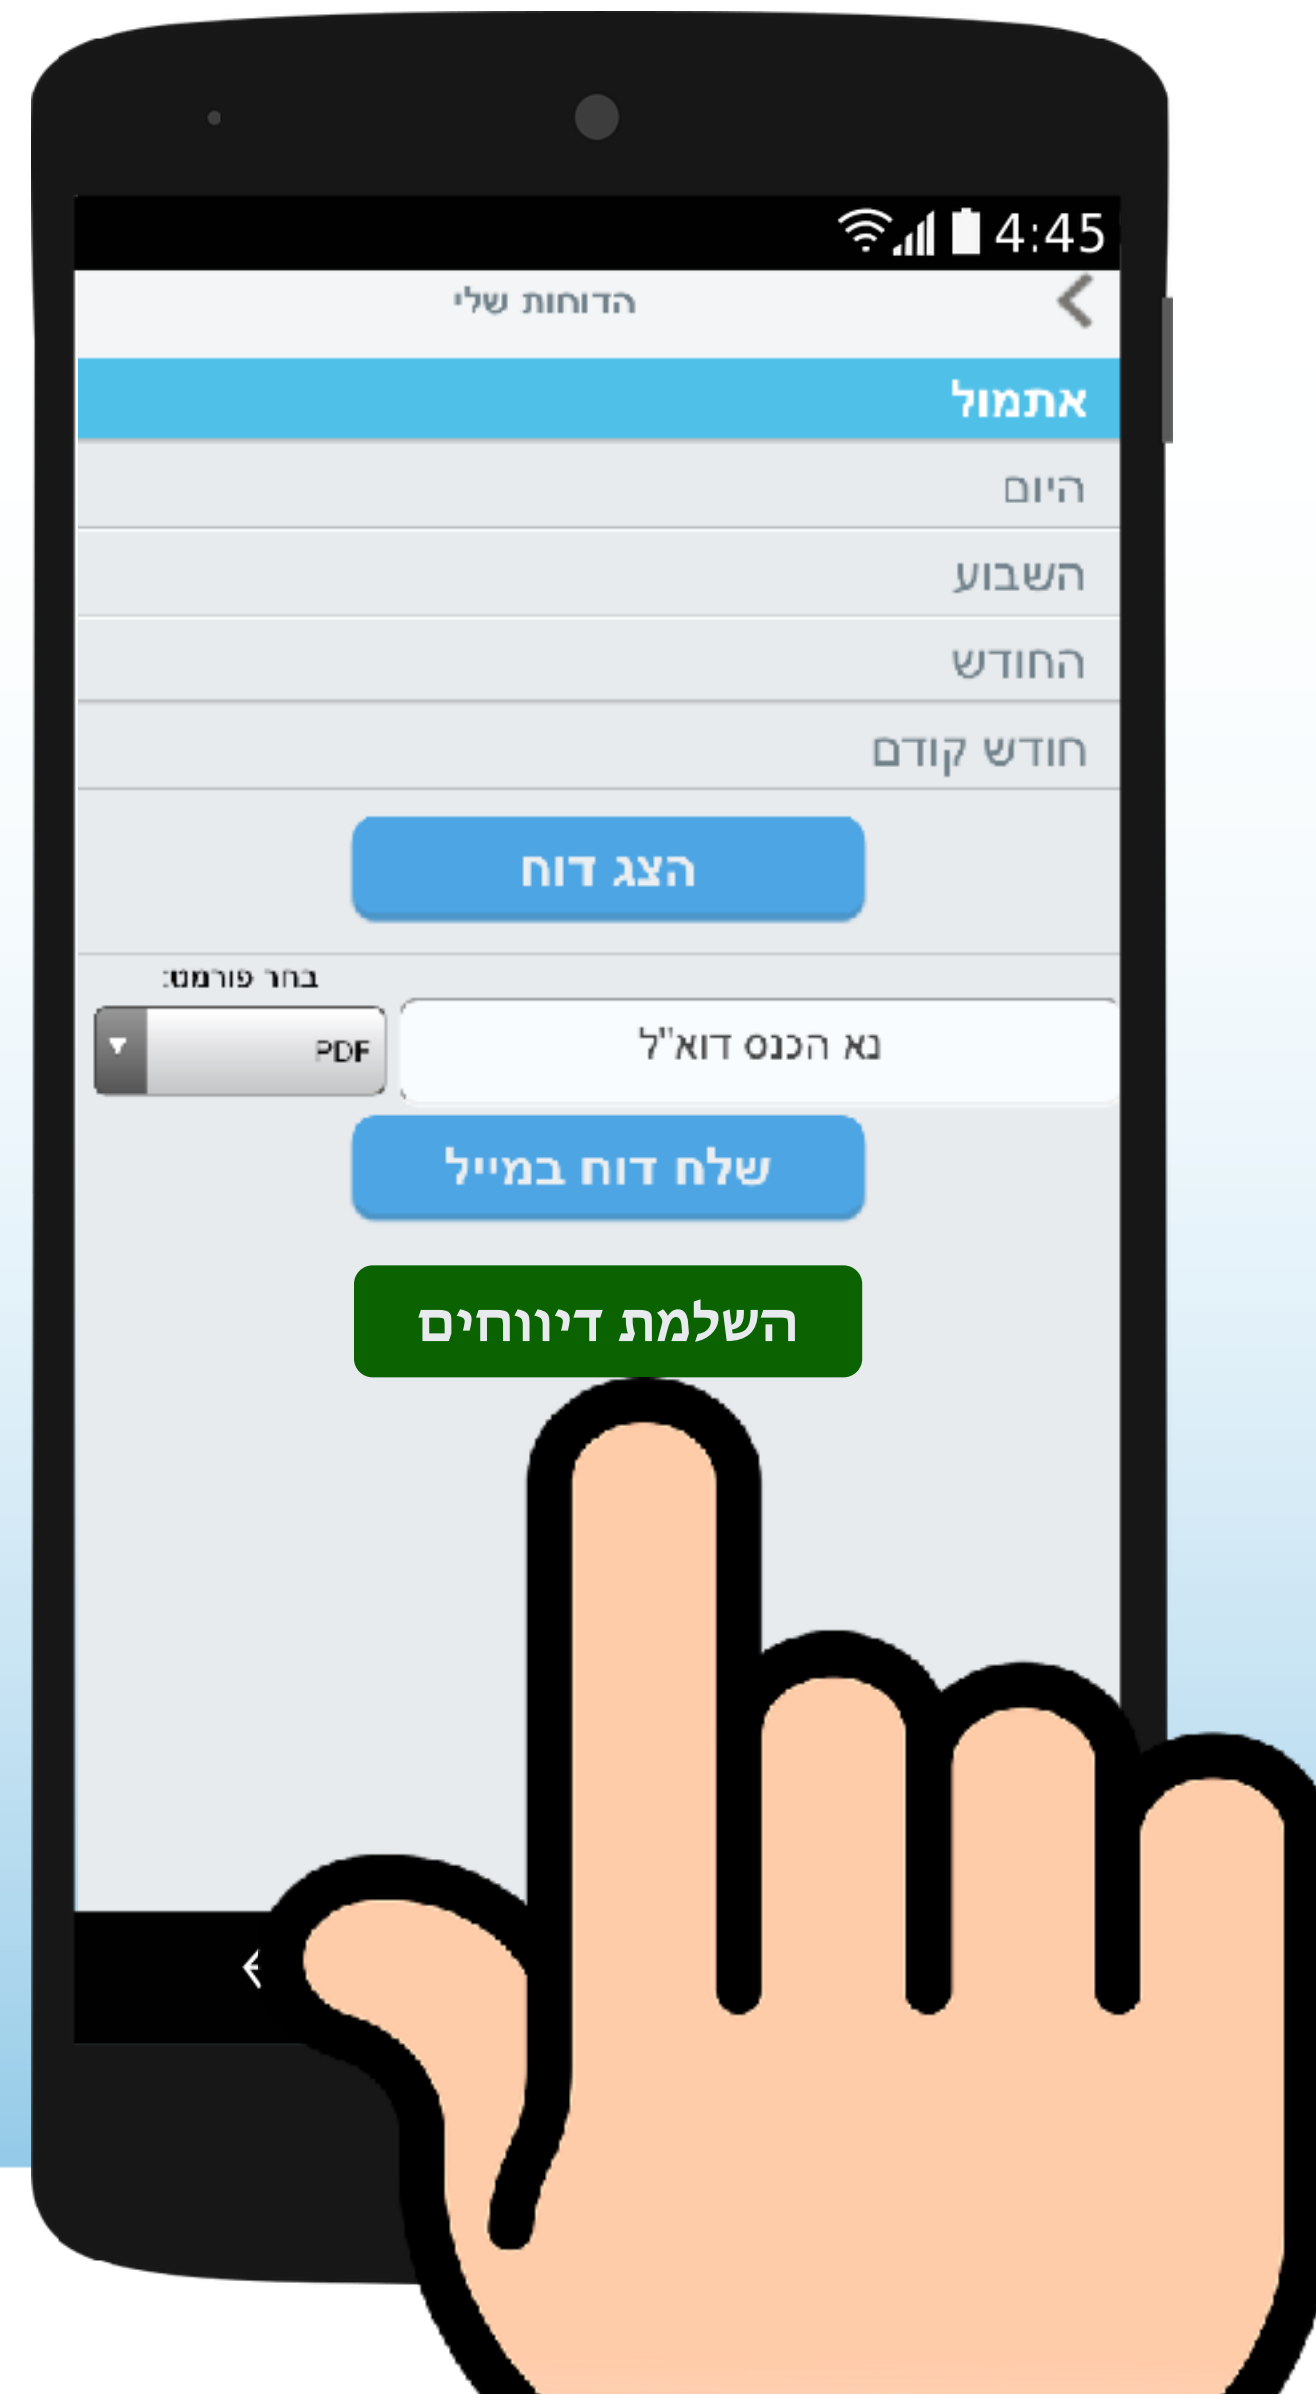 4:45
הדוחות שלי
אתמול
היום
השבוע
החודש
חודש קודם
הצג דוח
בחר פורמט:
נא הכנס דוא"ל
PDF
שלח דוח במייל
השלמת דיווחים